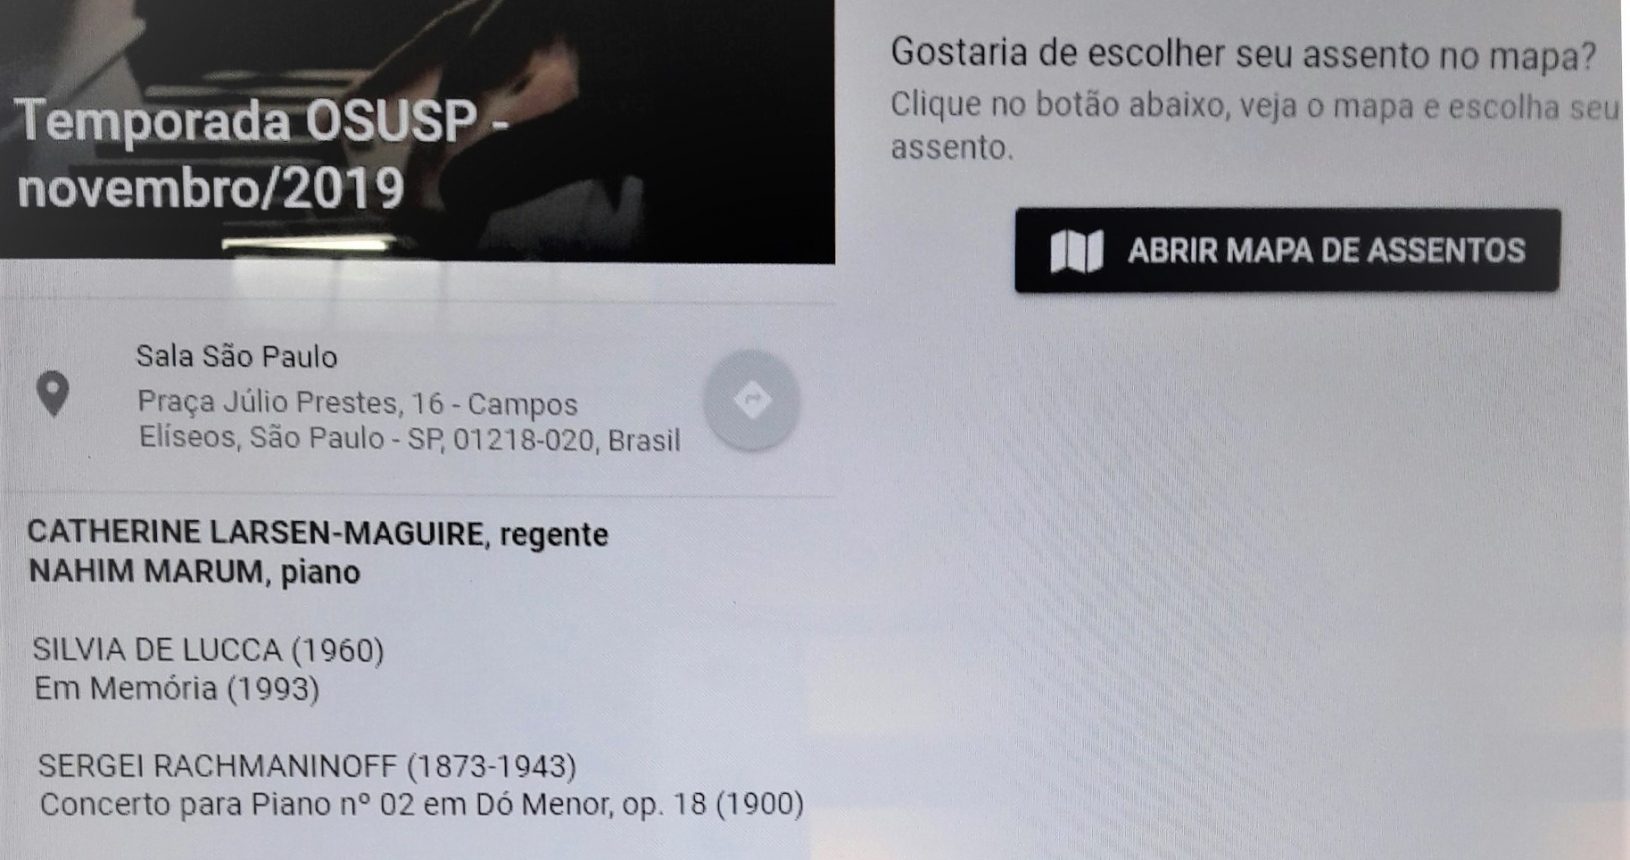 Temporada OSUSP -
novembro/2019
Sala São Paulo
Praça Júlio Prestes, 16 - Campos
Elíseos, São Paulo - SP, 01218-020, Brasil
CATHERINE LARSEN-MAGUIRE, regente
NAHIM MARUM, piano
SILVIA DE LUCCA (1960)
Em Memória (1993)
SERGEI RACHMANINOFF (1873-1943)
Concerto para Piano nº 02 em Dó Menor, op. 18 (1900)
Gostaria de escolher seu assento no mapa?
Clique no botão abaixo, veja o mapa e escolha seu
assento.
ABRIR MAPA DE ASSENTOS